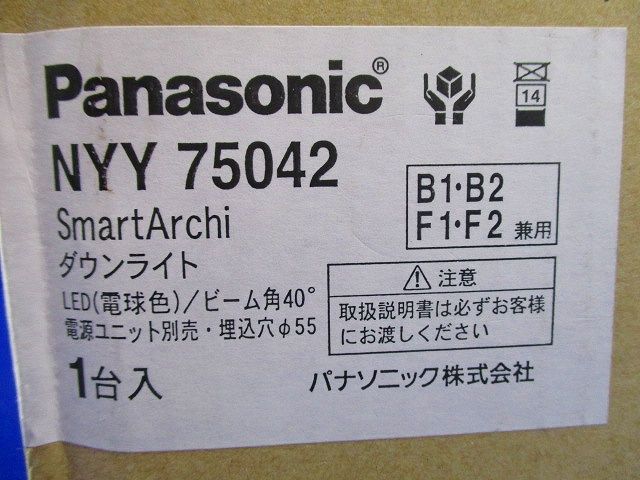 Panasonic®
14
NYY 75042
B1・B2
F1・F2 兼用
SmartArchi
ダウンライト
LED(電球色)/ビーム角40°
電源ユニット別売・埋込穴φ55
1台入
注意
取扱説明書は必ずお客様
にお渡しください
パナソニック株式会社